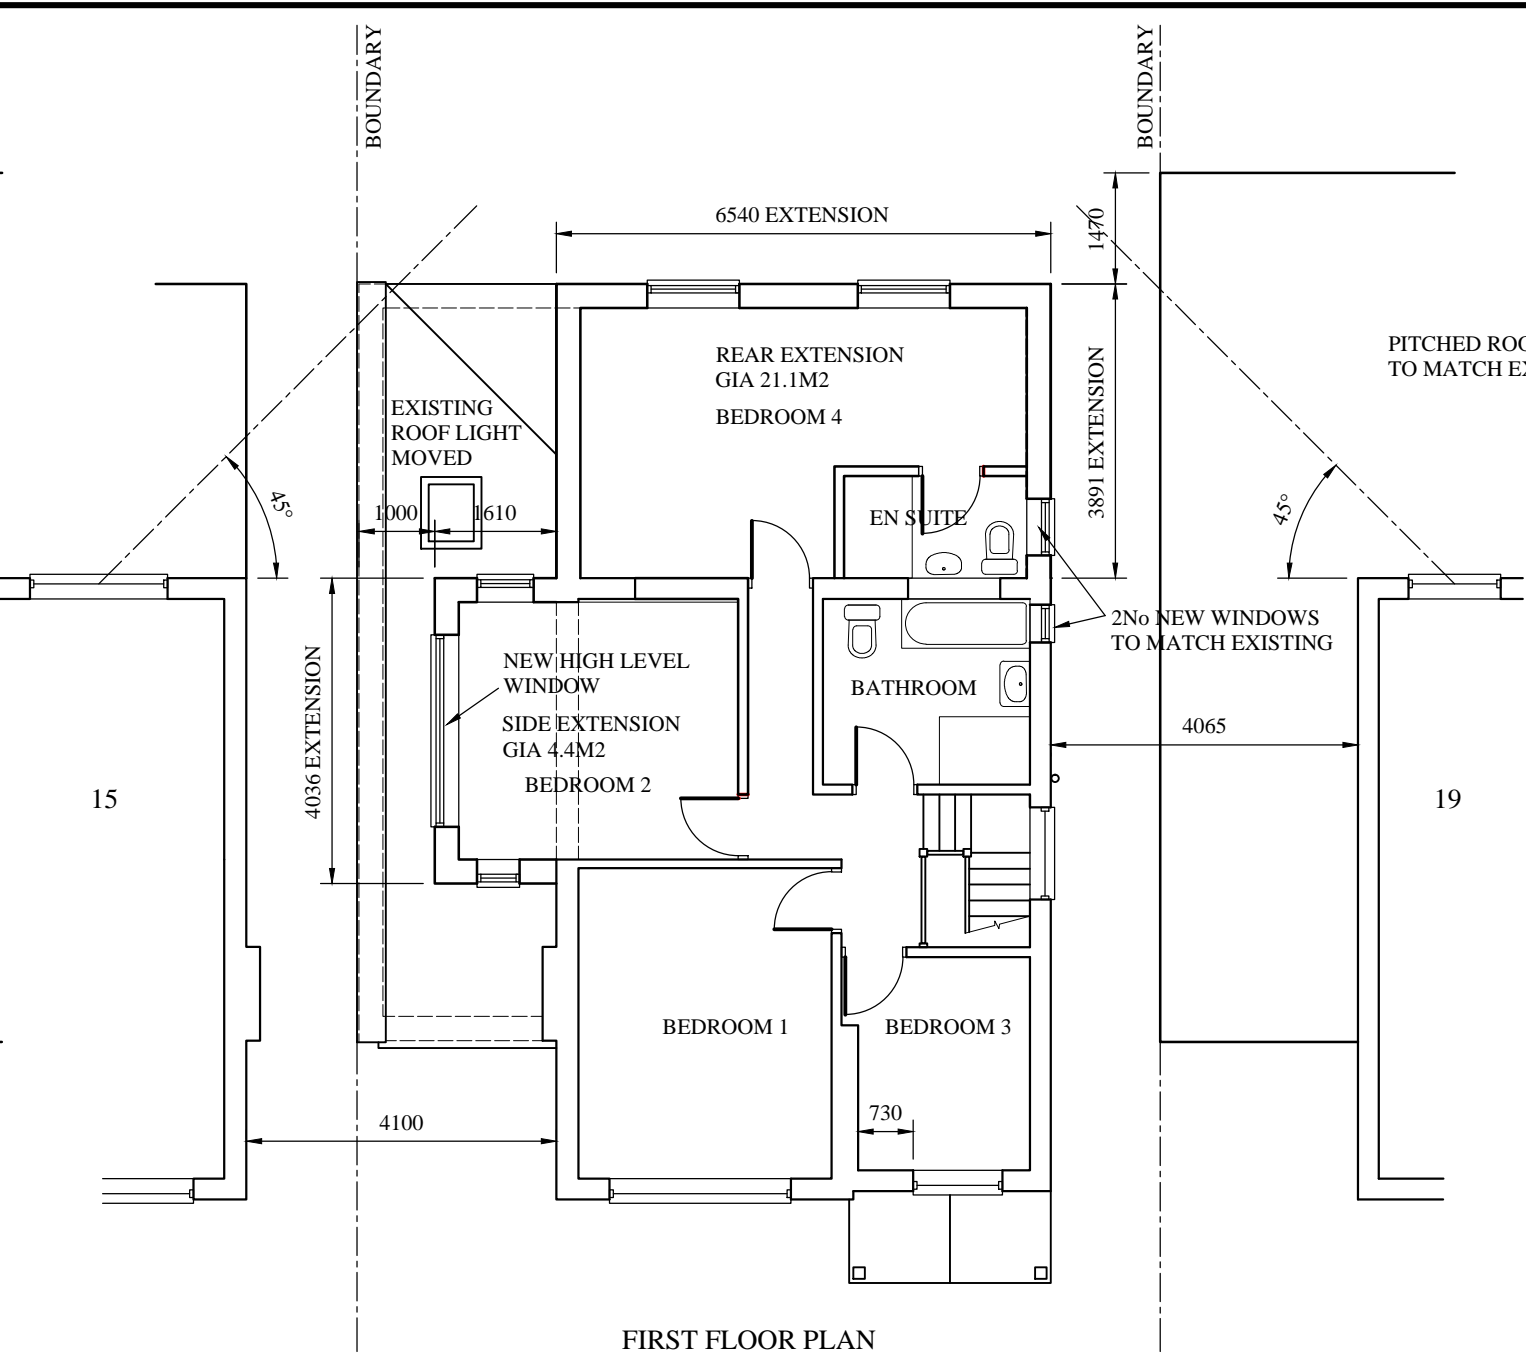 BOUNDARY
BOUNDARY
6540 EXTENSION
1470
PITCHED ROO
TO MATCH EX
REAR EXTENSION
GIA 21.1M2
BEDROOM 4
3891 EXTENSION
EXISTING
ROOF LIGHT
MOVED
45°
1000
1610
EN SUITE
45°
2No NEW WINDOWS
TO MATCH EXISTING
4036 EXTENSION
NEW HIGH LEVEL
WINDOW
SIDE EXTENSION
GIA 4.4M2
BEDROOM 2
BATHROOM
4065
15
19
BEDROOM 1
BEDROOM 3
4100
730
FIRST FLOOR PLAN